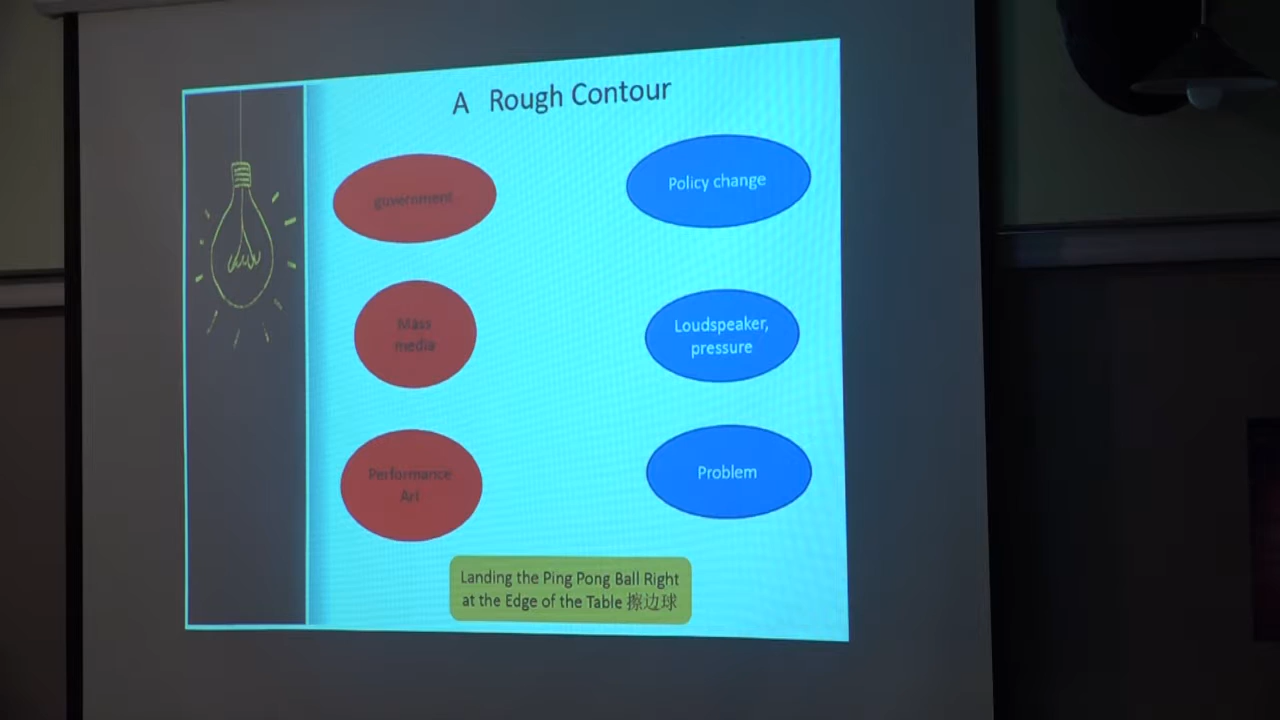 A Rough Contour
government
Policy change
Mass
media
Loudspeaker,
pressure
Performance
Art
Problem
Landing the Ping Pong Ball Right
at the Edge of the Table 擦边球